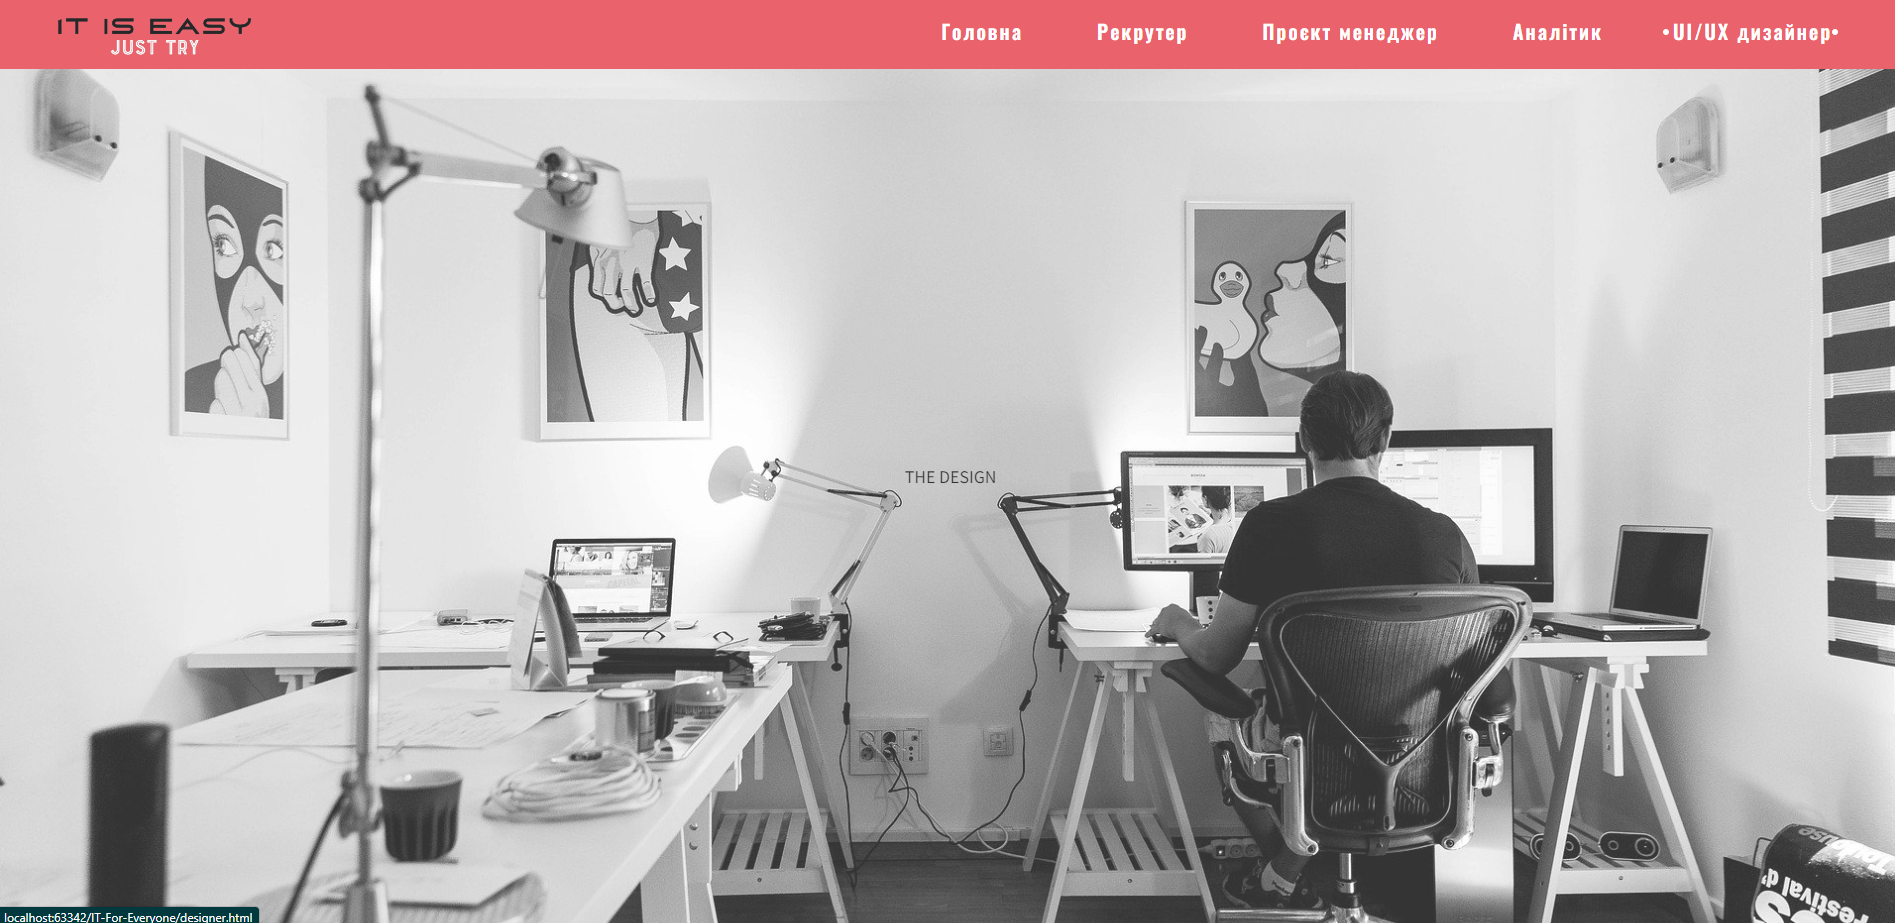 IT IS EASY
JUST TRY
Головна
Рекрутер
Проєкт менеджер
Аналітик
•UI/UX дизайнер•
THE DESIGN
localhost:63342/IT-For-Everyone/designer.html